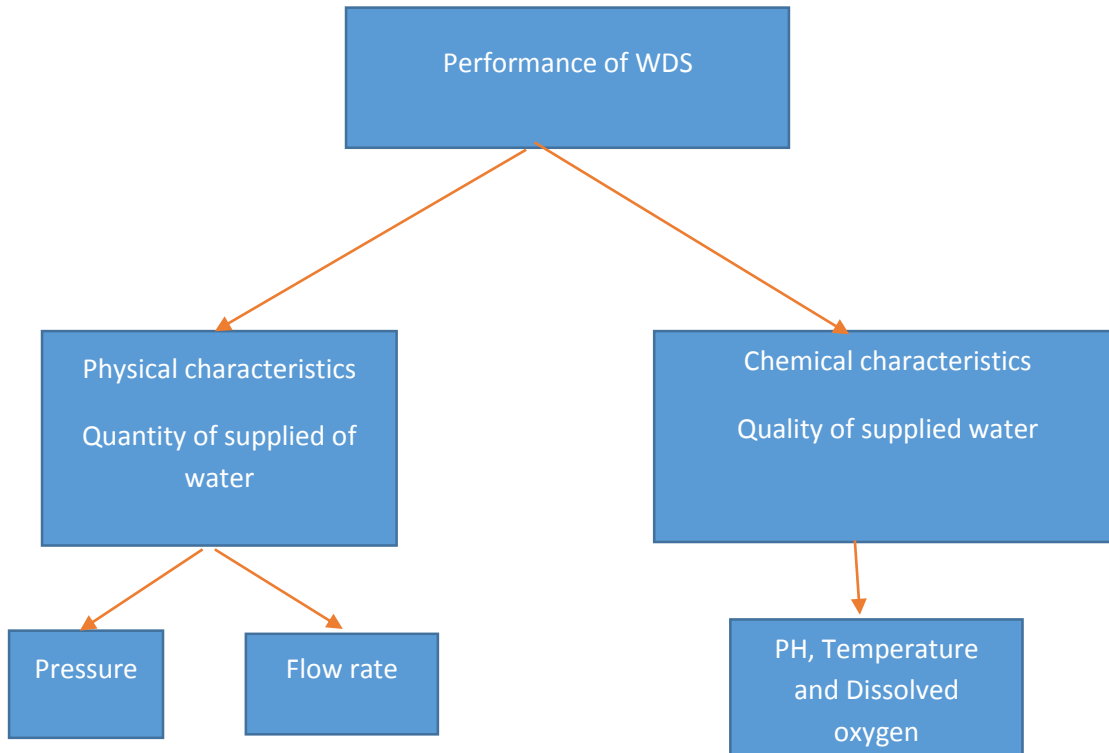 Performance of WDS
Physical characteristics
Quantity of supplied of
water
Chemical characteristics
Quality of supplied water
Pressure
Flow rate
PH, Temperature
and Dissolved
oxygen